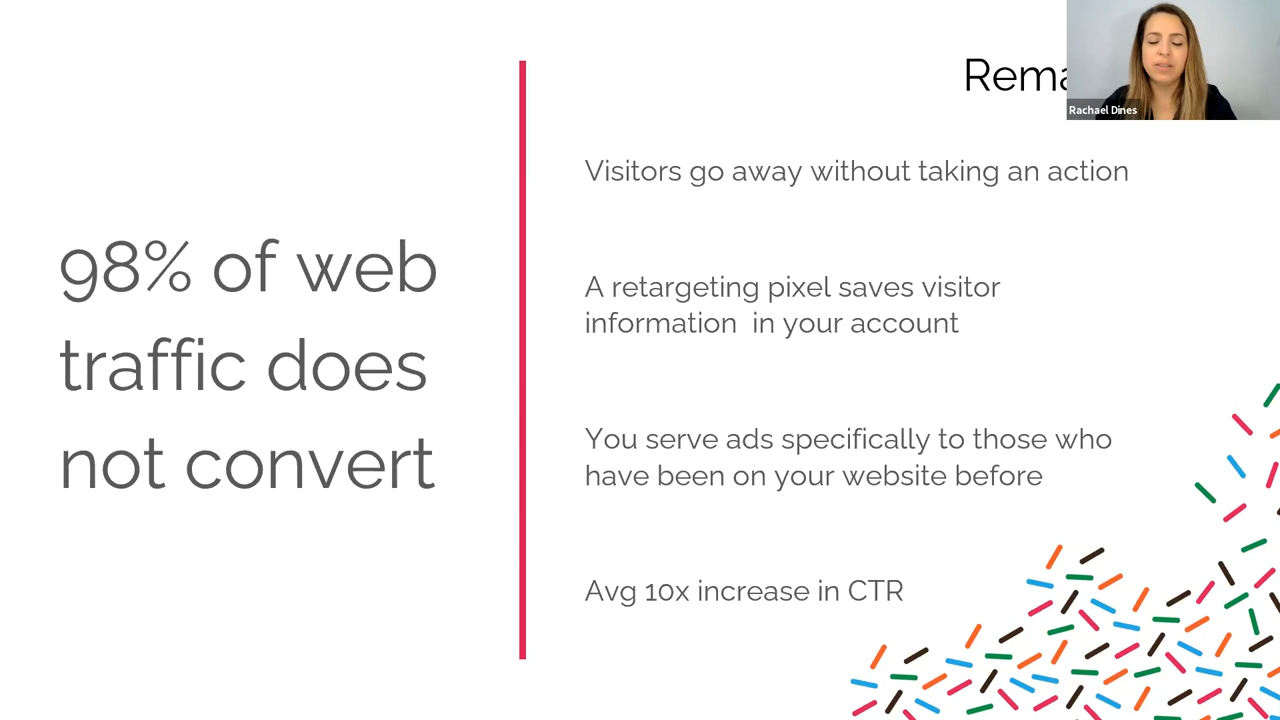 Rema
Rachael Dines
Visitors go away without taking an action
98% of web
traffic does
not convert
A retargeting pixel saves visitor
information  in your account
You serve ads specifically to those who
have been on your website before
Avg 10x increase in CTR